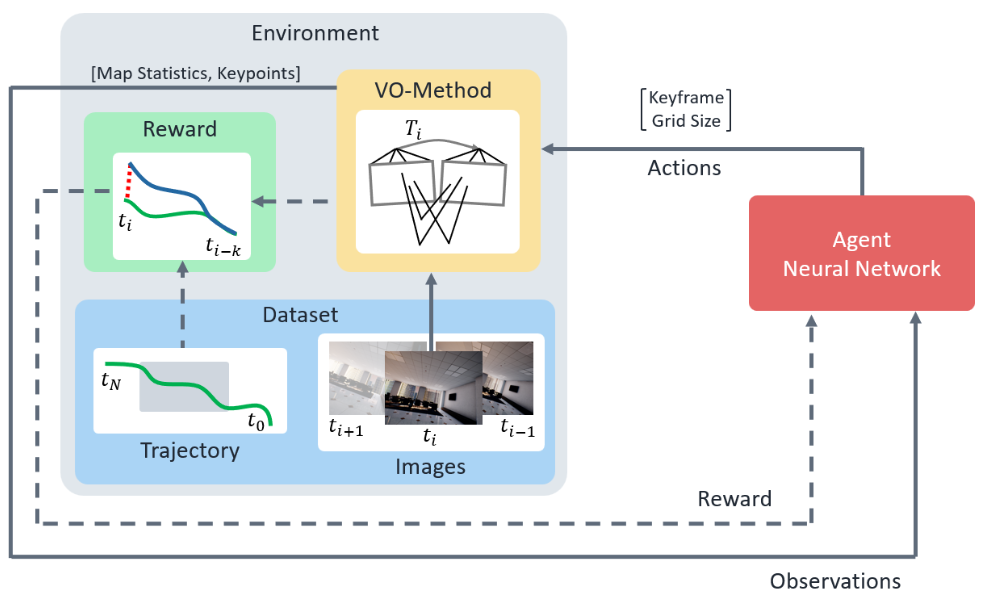 Environment
[Map Statistics, Keypoints]
VO-Method
T_i
Reward
t_i
t_{i-k}
Keyframe
Grid Size
Actions
Agent
Neural Network
Dataset
t_N
t_0
Trajectory
t_{i+1}
t_i
t_{i-1}
Images
Reward
Observations